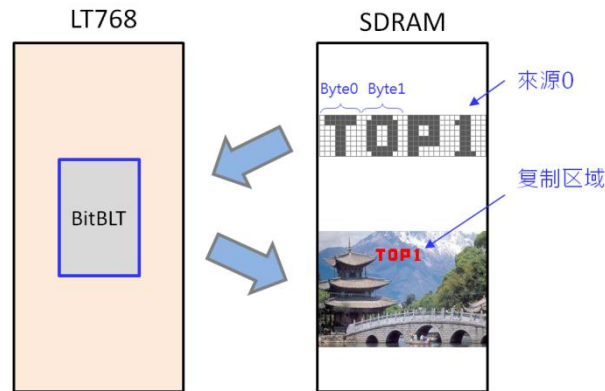 LT768
SDRAM
Byte0 Byte1
來源0
TOP1
复制区域
BitBLT
TOP1